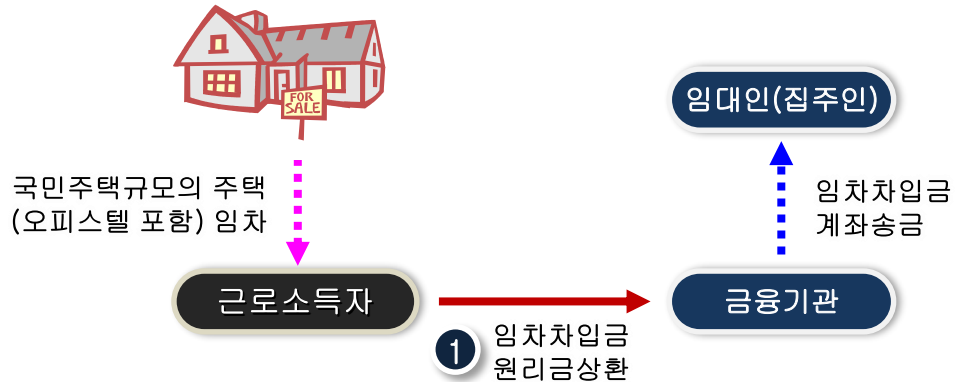 FOR
SALE
임대인(집주인)
국민주택규모의 주택
(오피스텔 포함) 임차
임차차입금
계좌송금
근로소득자
금융기관
1
임차차입금
원리금상환